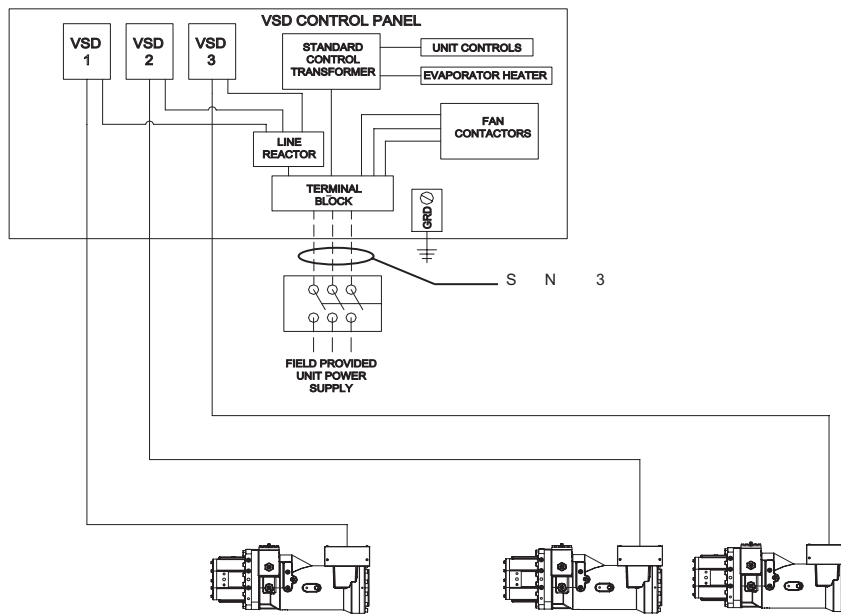 VSD CONTROL PANEL
VSD
1
VSD
2
VSD
3
STANDARD
CONTROL
TRANSFORMER
UNIT CONTROLS
EVAPORATOR HEATER
FAN
CONTACTORS
LINE
REACTOR
TERMINAL
BLOCK
GRD
S N 3
FIELD PROVIDED
UNIT POWER
SUPPLY